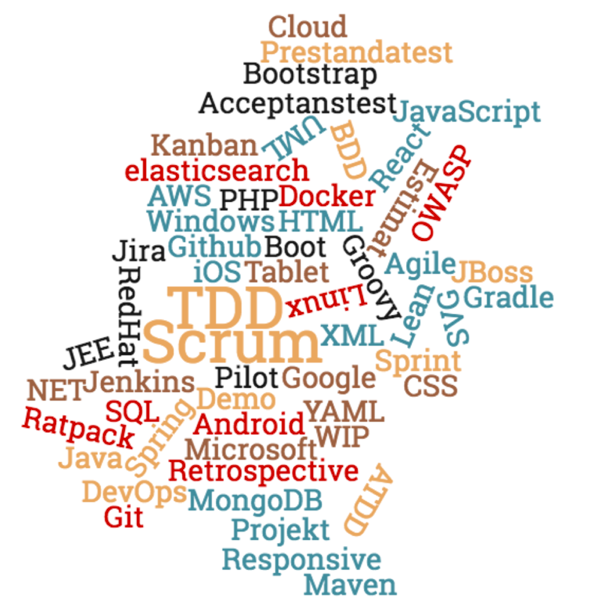 Cloud
Prestandatest
Bootstrap
Acceptanstest
JavaScript
UML
BDD
React
Kanban
Estimat
OWASP
elasticsearch
AWS
PHP
Docker
Windows
HTML
Jira
Github
Boot
Groovy
Agile
JBoss
iOS
Tablet
RedHat
TDD
Linux
Lean
SVG
Gradle
Scrum
XML
JEE
Sprint
NET
Jenkins
Pilot
Google
CSS
SQL
Demo
YAML
Ratpack
Spring
Android
WIP
Java
Microsoft
Retrospective
DevOps
MongoDB
ATDD
Git
Projekt
Responsive
Maven